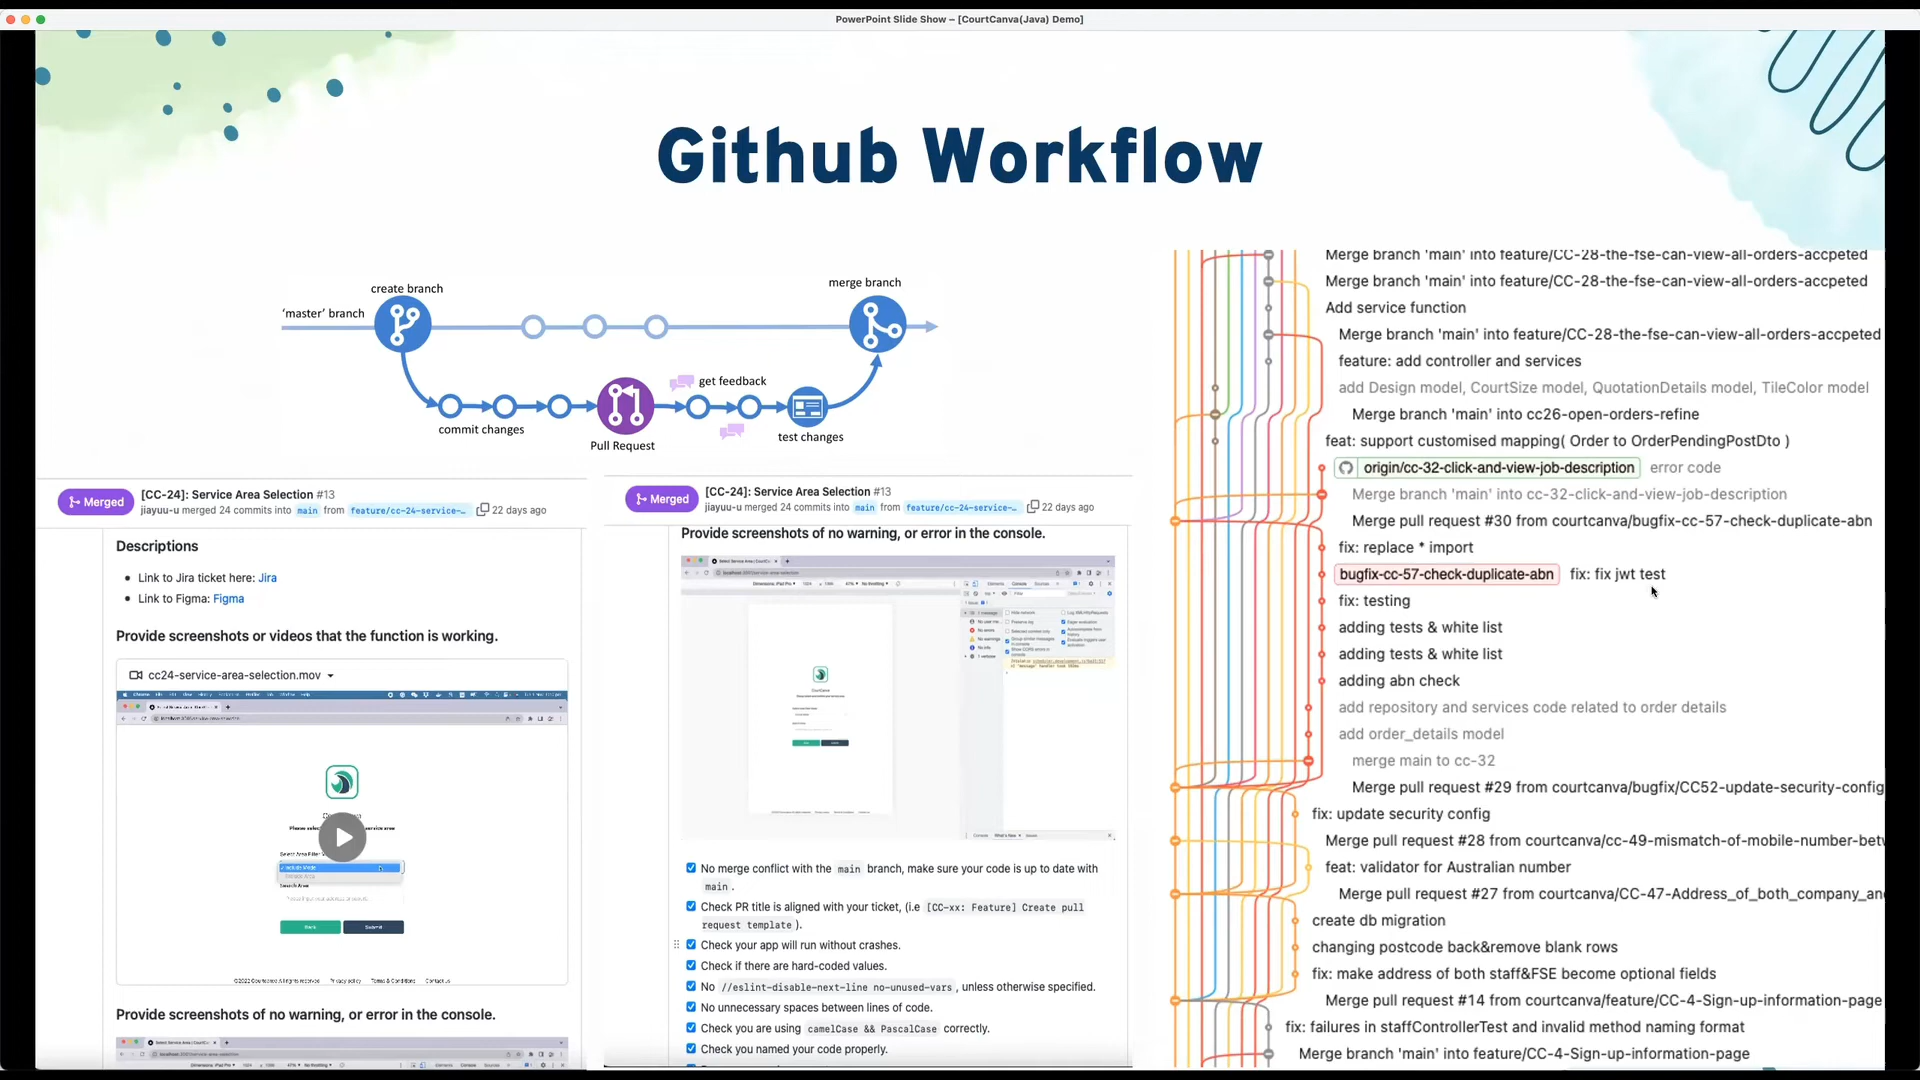 PowerPoint Slide Show – [CourtCanva(Java) Demo]
Github Workflow
create branch
merge branch
'master' branch
get feedback
commit changes
Pull Request
test changes
Merged
[CC-24]: Service Area Selection #13
jiayuu-u merged 24 commits into main from feature/cc-24-service-… 22 days ago
Descriptions
Link to Jira ticket here: Jira
Link to Figma: Figma
Provide screenshots or videos that the function is working.
cc24-service-area-selection.mov
Select Area Filter
Search Area
Back
Submit
©2022 Courtcanva All rights reserved Privacy policy Terms & Conditions Contact us
Provide screenshots of no warning, or error in the console.
Merged
[CC-24]: Service Area Selection #13
jiayuu-u merged 24 commits into main from feature/cc-24-service-… 22 days ago
Provide screenshots of no warning, or error in the console.
No merge conflict with the main branch, make sure your code is up to date with
main .
Check PR title is aligned with your ticket, (i.e [CC-xx: Feature] Create pull
request template ).
Check your app will run without crashes.
Check if there are hard-coded values.
No //eslint-disable-next-line no-unused-vars , unless otherwise specified.
No unnecessary spaces between lines of code.
Check you are using camelCase && PascalCase correctly.
Check you named your code properly.
Merge branch 'main' into feature/CC-28-the-fse-can-view-all-orders-accpeted
Merge branch 'main' into feature/CC-28-the-fse-can-view-all-orders-accpeted
Add service function
Merge branch 'main' into feature/CC-28-the-fse-can-view-all-orders-accpeted
feature: add controller and services
add Design model, CourtSize model, QuotationDetails model, TileColor model
Merge branch 'main' into cc26-open-orders-refine
feat: support customised mapping( Order to OrderPendingPostDto )
origin/cc-32-click-and-view-job-description error code
Merge branch 'main' into cc-32-click-and-view-job-description
Merge pull request #30 from courtcanva/bugfix-cc-57-check-duplicate-abn
fix: replace * import
bugfix-cc-57-check-duplicate-abn fix: fix jwt test
fix: testing
adding tests & white list
adding tests & white list
adding abn check
add repository and services code related to order details
add order_details model
merge main to cc-32
Merge pull request #29 from courtcanva/bugfix/CC52-update-security-config
fix: update security config
Merge pull request #28 from courtcanva/cc-49-mismatch-of-mobile-number-betw
feat: validator for Australian number
Merge pull request #27 from courtcanva/CC-47-Address_of_both_company_and
create db migration
changing postcode back&remove blank rows
fix: make address of both staff&FSE become optional fields
Merge pull request #14 from courtcanva/feature/CC-4-Sign-up-information-page
fix: failures in staffControllerTest and invalid method naming format
Merge branch 'main' into feature/CC-4-Sign-up-information-page